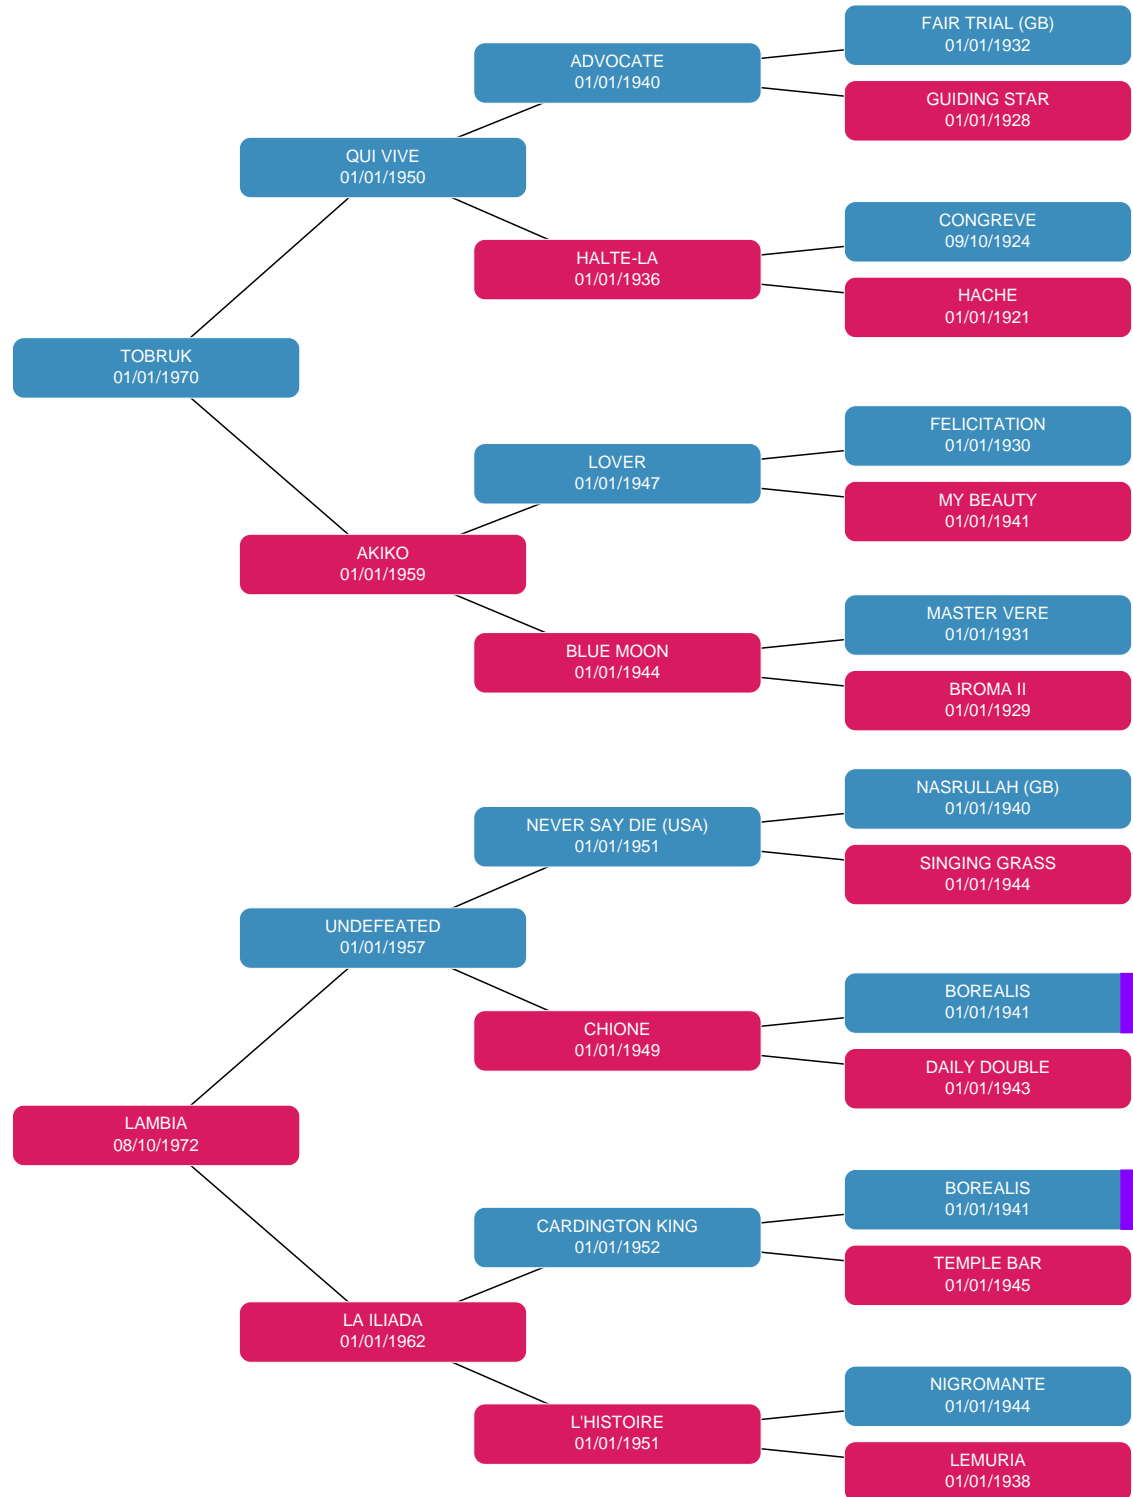 FAIR TRIAL (GB)
01/01/1932
ADVOCATE
01/01/1940
GUIDING STAR
01/01/1928
QUI VIVE
01/01/1950
CONGREVE
09/10/1924
HALTE-LA
01/01/1936
HACHE
01/01/1921
TOBRUK
01/01/1970
FELICITATION
01/01/1930
LOVER
01/01/1947
MY BEAUTY
01/01/1941
AKIKO
01/01/1959
MASTER VERE
01/01/1931
BLUE MOON
01/01/1944
BROMA II
01/01/1929
NASRULLAH (GB)
01/01/1940
NEVER SAY DIE (USA)
01/01/1951
SINGING GRASS
01/01/1944
UNDEFEATED
01/01/1957
BOREALIS
01/01/1941
CHIONE
01/01/1949
DAILY DOUBLE
01/01/1943
LAMBIA
08/10/1972
BOREALIS
01/01/1941
CARDINGTON KING
01/01/1952
TEMPLE BAR
01/01/1945
LA ILIADA
01/01/1962
NIGROMANTE
01/01/1944
L'HISTOIRE
01/01/1951
LEMURIA
01/01/1938